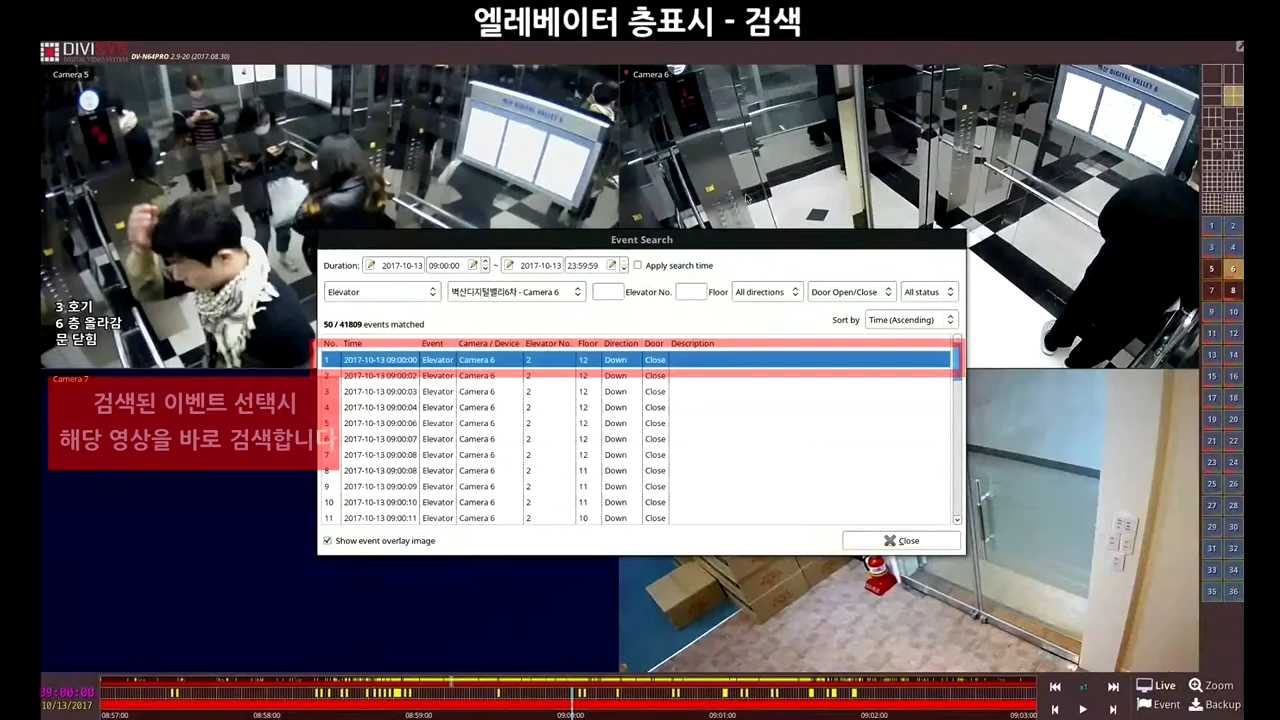 엘레베이터 층표시 - 검색
DIVISYS
DIGITAL VIDEO SYSTEM
DV-N64PRO 2.9-20 (2017.08.30)
Camera 5
Camera 6
DIGITAL VALLEY 6
DIGITAL VALLEY 6
3 호기
6 층 올라감
문 닫힘
Camera 7
검색된 이벤트 선택시
해당 영상을 바로 검색합니다
Event Search
Duration: 2017-10-13 09:00:00 ~ 2017-10-13 23:59:59 Apply search time
Elevator 벽산디지털밸리6차 - Camera 6 Elevator No. Floor All directions Door Open/Close All status
50 / 41809 events matched
Sort by Time (Ascending)
No. Time Event Camera / Device Elevator No. Floor Direction Door Description
1 2017-10-13 09:00:00 Elevator Camera 6 2 12 Down Close
2 2017-10-13 09:00:02 Elevator Camera 6 2 12 Down Close
3 2017-10-13 09:00:03 Elevator Camera 6 2 12 Down Close
4 2017-10-13 09:00:04 Elevator Camera 6 2 12 Down Close
5 2017-10-13 09:00:06 Elevator Camera 6 2 12 Down Close
6 2017-10-13 09:00:07 Elevator Camera 6 2 12 Down Close
7 2017-10-13 09:00:08 Elevator Camera 6 2 12 Down Close
8 2017-10-13 09:00:08 Elevator Camera 6 2 11 Down Close
9 2017-10-13 09:00:09 Elevator Camera 6 2 11 Down Close
10 2017-10-13 09:00:10 Elevator Camera 6 2 11 Down Close
11 2017-10-13 09:00:11 Elevator Camera 6 2 10 Down Close
Show event overlay image
Close
1 2
3 4
5 6
7 8
9 10
11 12
13 14
15 16
17 18
19 20
21 22
23 24
25 26
27 28
29 30
31 32
33 34
35 36
09:00:00
10/13/2017
08:57:00 08:58:00 08:59:00 09:00:00 09:01:00 09:02:00 09:03:00
x1
Live Zoom
Event Backup